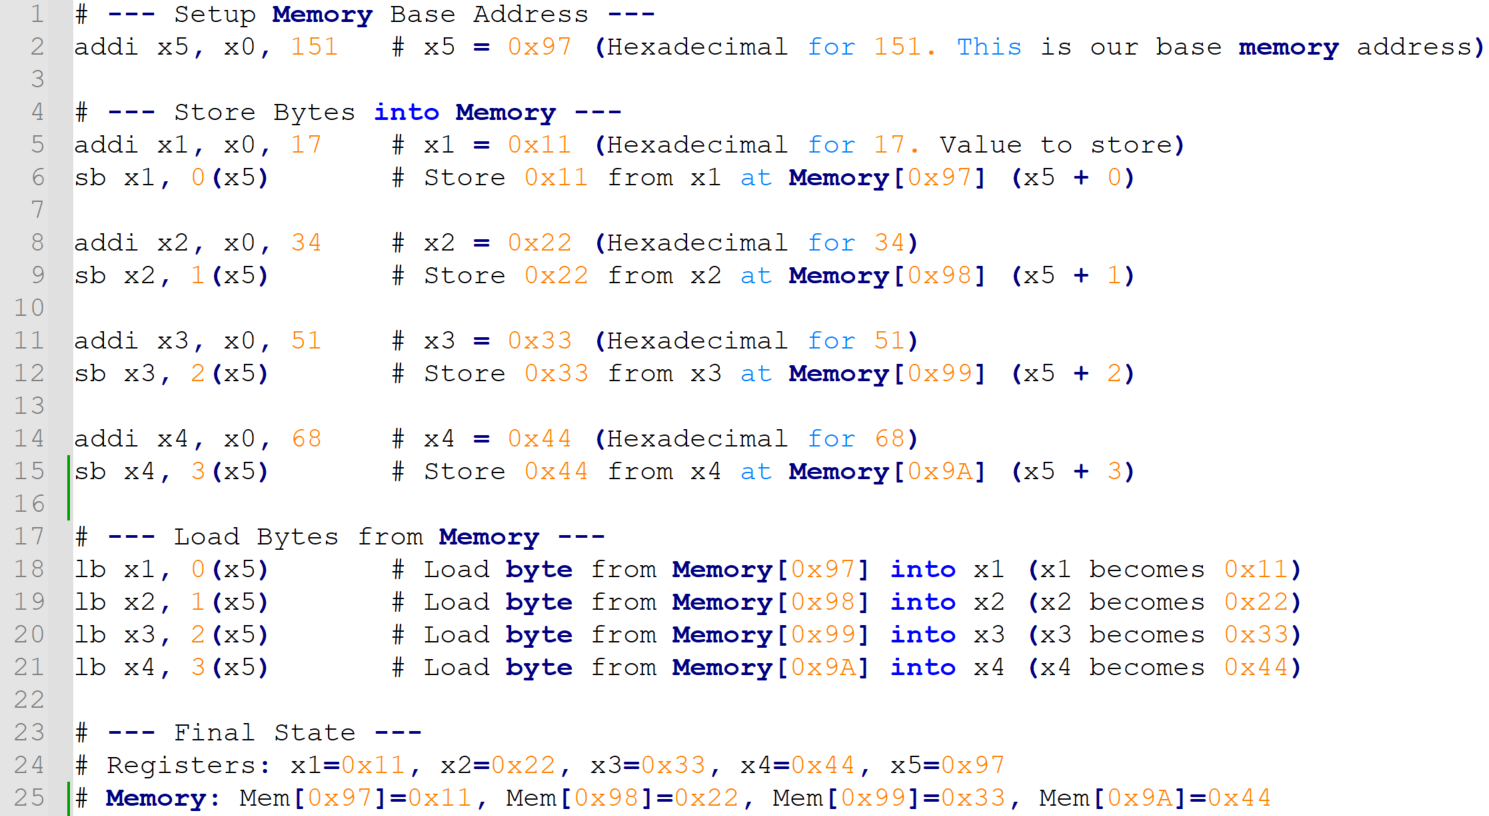 1 # --- Setup Memory Base Address ---
2 addi x5, x0, 151 # x5 = 0x97 (Hexadecimal for 151. This is our base memory address)
3
4 # --- Store Bytes into Memory ---
5 addi x1, x0, 17 # x1 = 0x11 (Hexadecimal for 17. Value to store)
6 sb x1, 0(x5) # Store 0x11 from x1 at Memory[0x97] (x5 + 0)
7
8 addi x2, x0, 34 # x2 = 0x22 (Hexadecimal for 34)
9 sb x2, 1(x5) # Store 0x22 from x2 at Memory[0x98] (x5 + 1)
10
11 addi x3, x0, 51 # x3 = 0x33 (Hexadecimal for 51)
12 sb x3, 2(x5) # Store 0x33 from x3 at Memory[0x99] (x5 + 2)
13
14 addi x4, x0, 68 # x4 = 0x44 (Hexadecimal for 68)
15 sb x4, 3(x5) # Store 0x44 from x4 at Memory[0x9A] (x5 + 3)
16
17 # --- Load Bytes from Memory ---
18 lb x1, 0(x5) # Load byte from Memory[0x97] into x1 (x1 becomes 0x11)
19 lb x2, 1(x5) # Load byte from Memory[0x98] into x2 (x2 becomes 0x22)
20 lb x3, 2(x5) # Load byte from Memory[0x99] into x3 (x3 becomes 0x33)
21 lb x4, 3(x5) # Load byte from Memory[0x9A] into x4 (x4 becomes 0x44)
22
23 # --- Final State ---
24 # Registers: x1=0x11, x2=0x22, x3=0x33, x4=0x44, x5=0x97
25 # Memory: Mem[0x97]=0x11, Mem[0x98]=0x22, Mem[0x99]=0x33, Mem[0x9A]=0x44